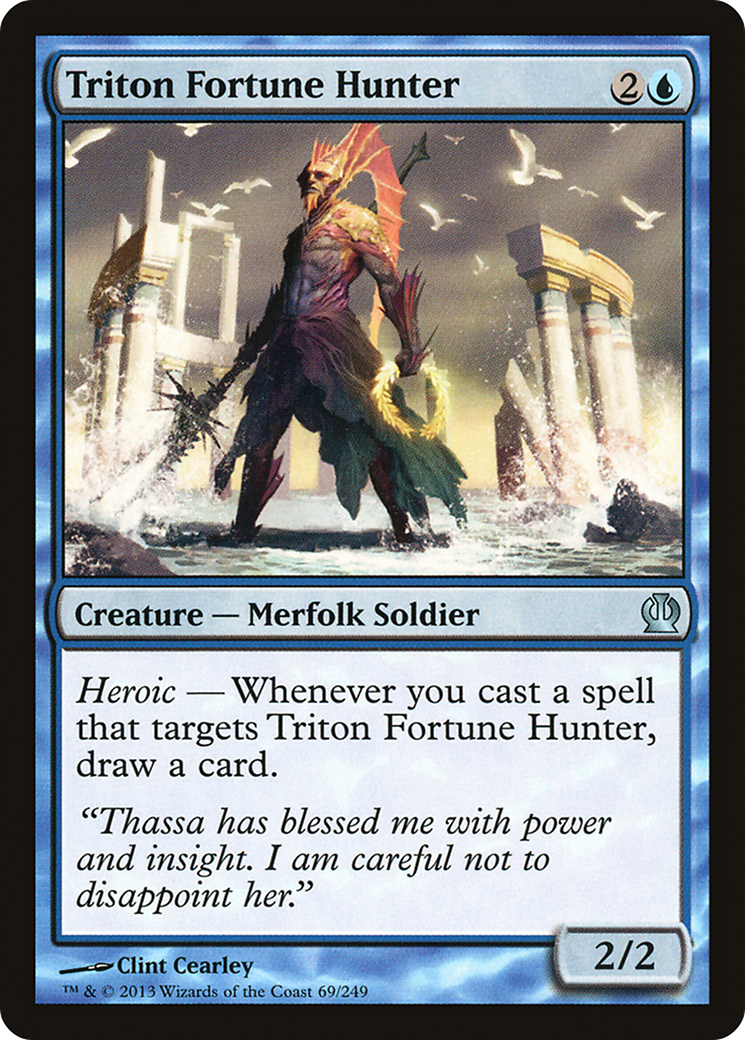 Triton Fortune Hunter 2
Creature — Merfolk Soldier
Heroic — Whenever you cast a spell
that targets Triton Fortune Hunter,
draw a card.
“Thassa has blessed me with power
and insight. I am careful not to
disappoint her.”
2/2
Clint Cearley
™ & © 2013 Wizards of the Coast 69/249